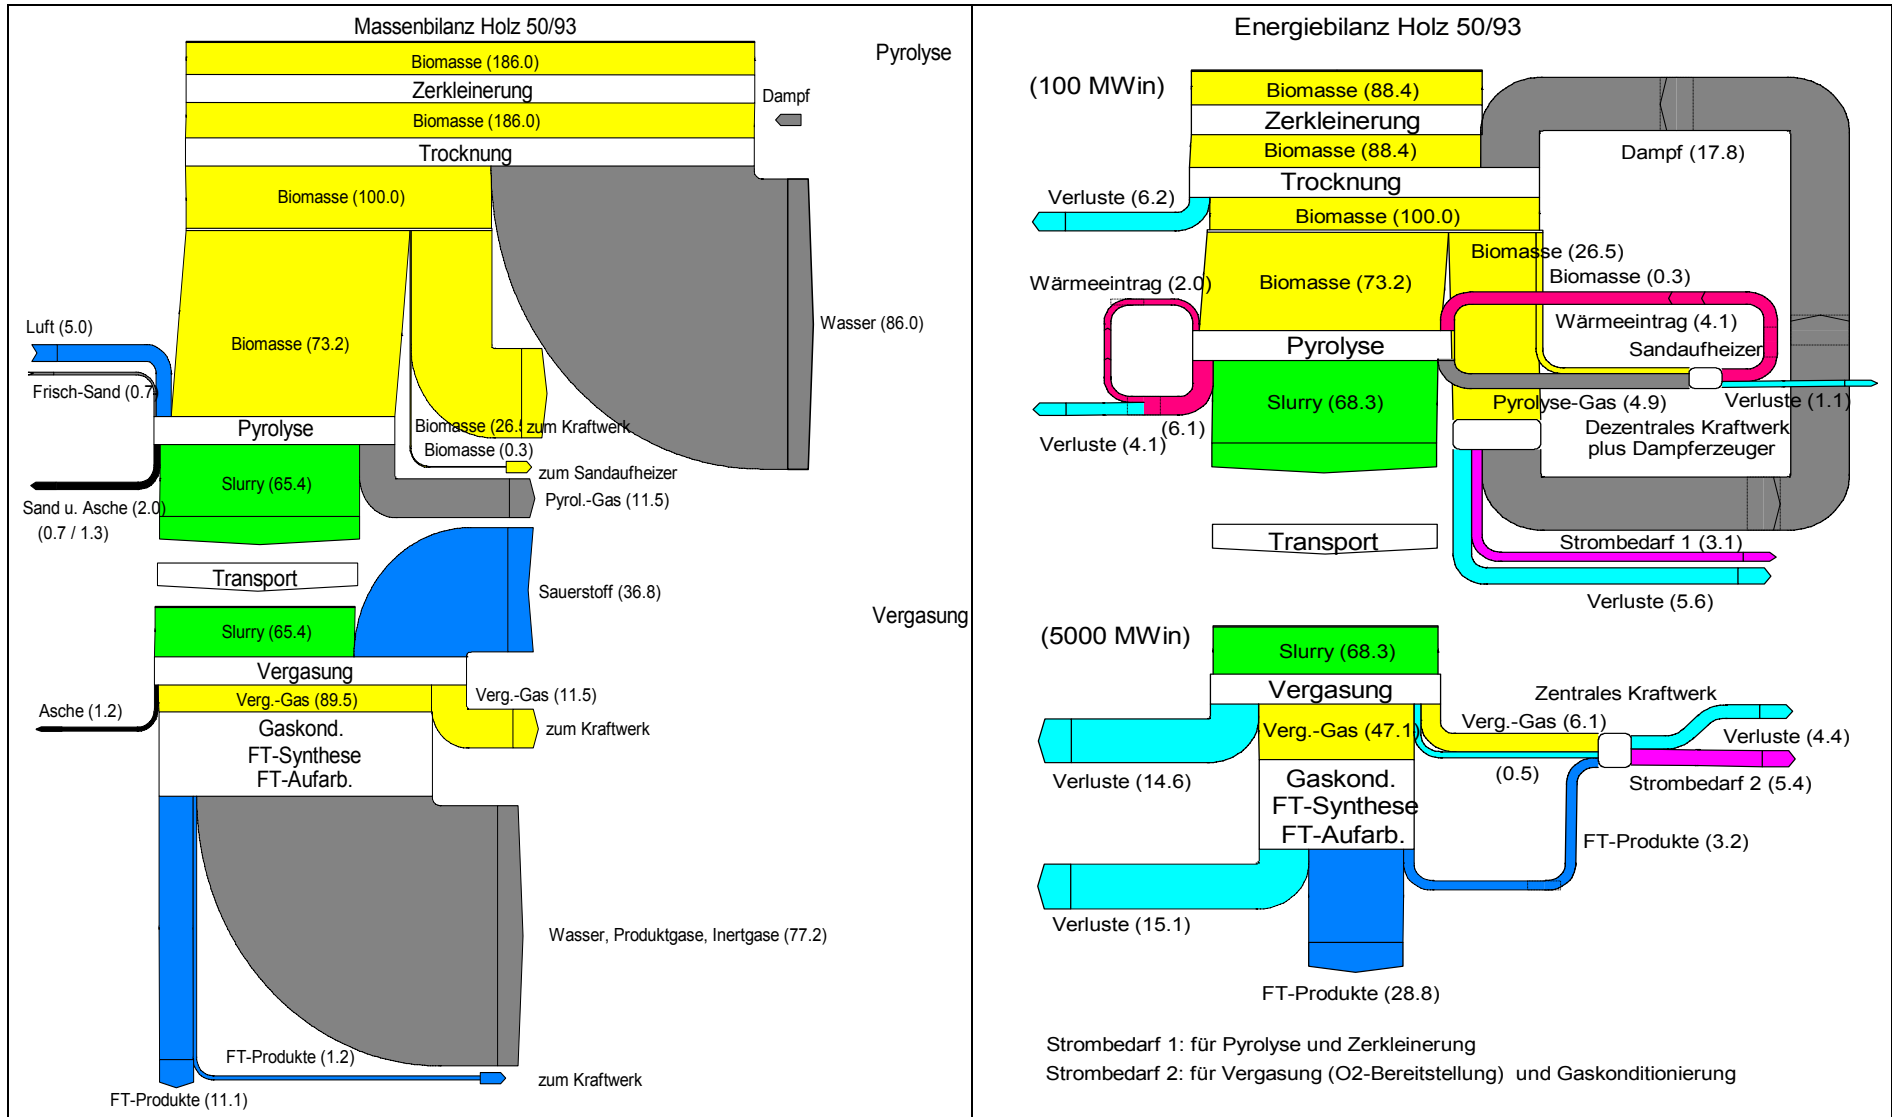 Massenbilanz Holz 50/93
Pyrolyse
Biomasse (186.0)
Zerkleinerung
Dampf
Biomasse (186.0)
Trocknung
Biomasse (100.0)
Wasser (86.0)
Luft (5.0)
Biomasse (73.2)
Frisch-Sand (0.7)
Pyrolyse
Biomasse (26.5
zum Kraftwerk
Biomasse (0.3)
zum Sandaufheizer
Slurry (65.4)
Pyrol.-Gas (11.5)
Sand u. Asche (2.0)
(0.7 / 1.3)
Transport
Sauerstoff (36.8)
Vergasung
Slurry (65.4)
Vergasung
Verg.-Gas (89.5)
Verg.-Gas (11.5)
Asche (1.2)
zum Kraftwerk
Gaskond.
FT-Synthese
FT-Aufarb.
Wasser, Produktgase, Inertgase (77.2)
FT-Produkte (1.2)
zum Kraftwerk
FT-Produkte (11.1)
Energiebilanz Holz 50/93
(100 MWin)
Biomasse (88.4)
Zerkleinerung
Biomasse (88.4)
Dampf (17.8)
Trocknung
Verluste (6.2)
Biomasse (100.0)
Biomasse (26.5)
Biomasse (0.3)
Wärmeeintrag (2.0)
Biomasse (73.2)
Wärmeeintrag (4.1)
Pyrolyse
Sandaufheizer
Slurry (68.3)
Pyrolyse-Gas (4.9)
Verluste (1.1)
(6.1)
Verluste (4.1)
Dezentrales Kraftwerk
plus Dampferzeuger
Transport
Strombedarf 1 (3.1)
Verluste (5.6)
(5000 MWin)
Slurry (68.3)
Vergasung
Zentrales Kraftwerk
Verg.-Gas (47.1)
Verg.-Gas (6.1)
Verluste (4.4)
(0.5)
Verluste (14.6)
Strombedarf 2 (5.4)
Gaskond.
FT-Synthese
FT-Aufarb.
FT-Produkte (3.2)
Verluste (15.1)
FT-Produkte (28.8)
Strombedarf 1: für Pyrolyse und Zerkleinerung
Strombedarf 2: für Vergasung (O2-Bereitstellung) und Gaskonditionierung